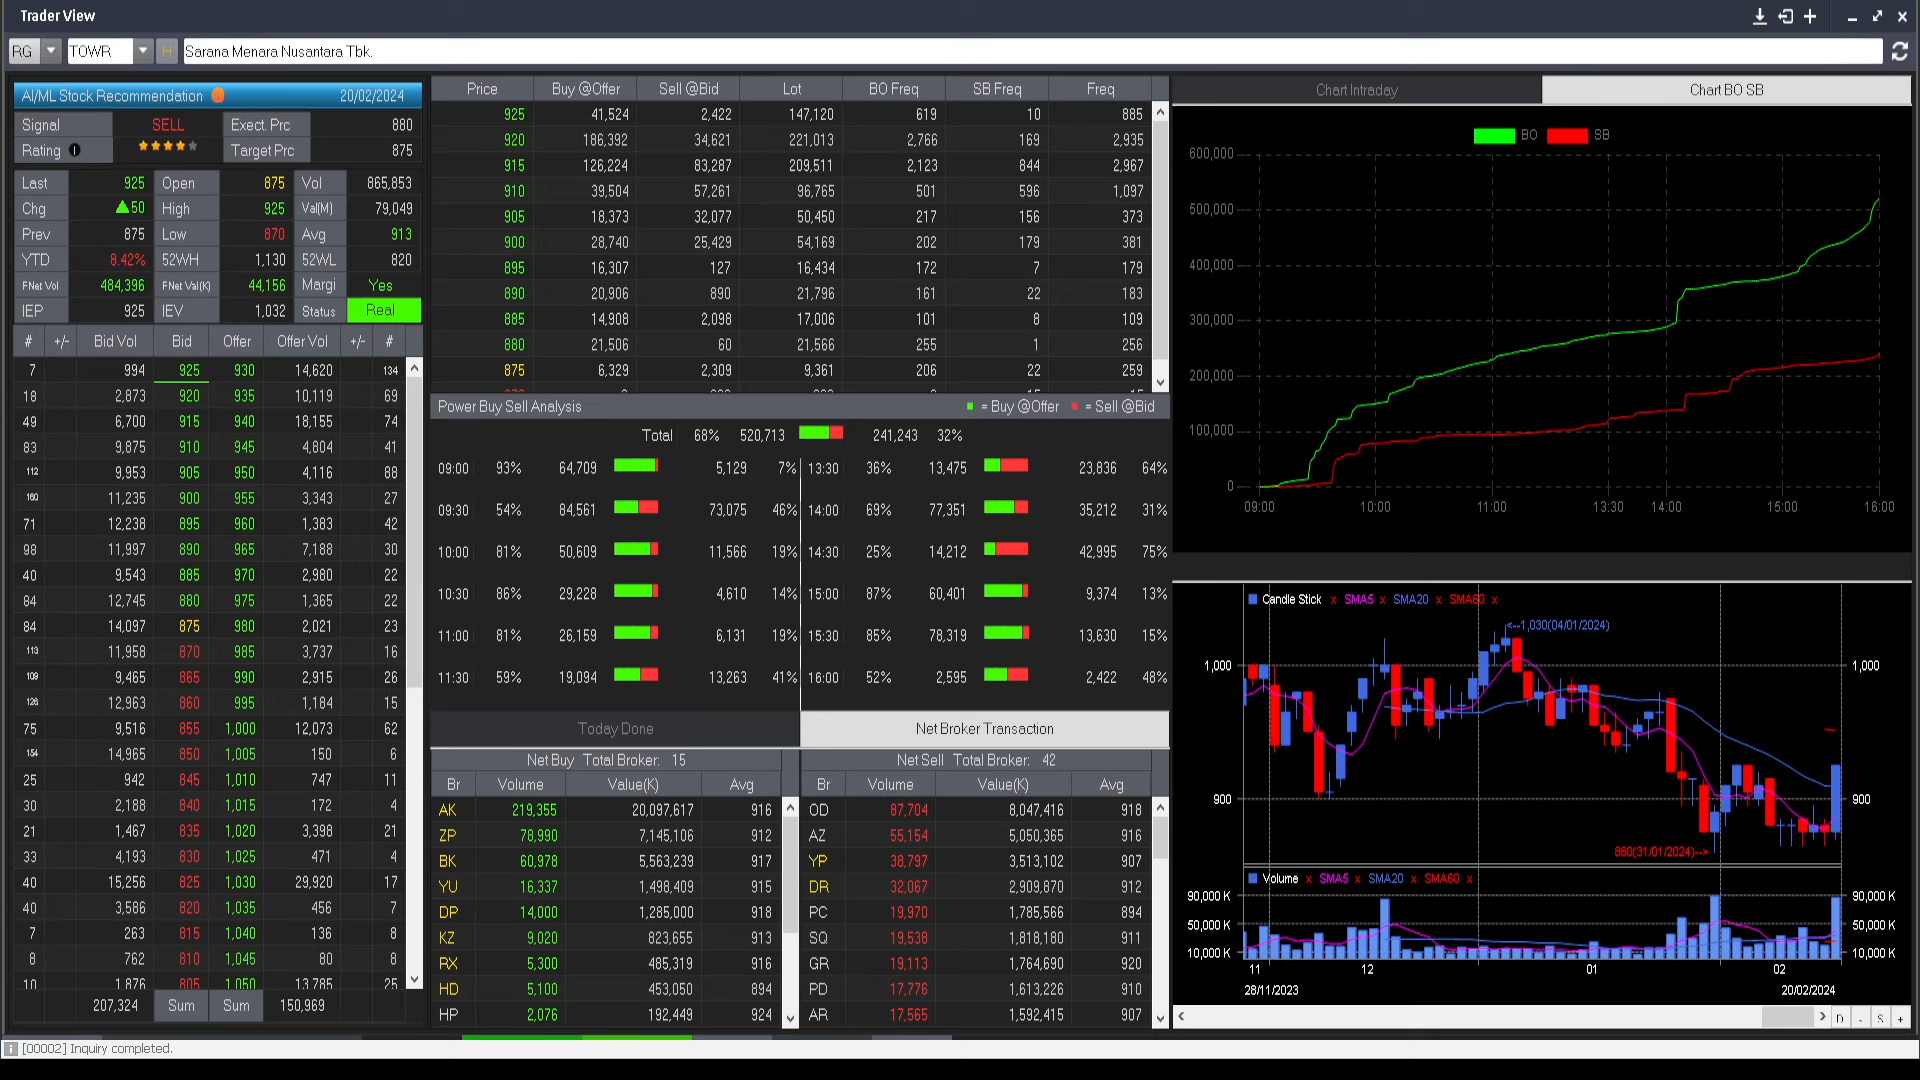 Trader View
RG TOWR H Sarana Menara Nusantara Tbk.
AI/ML Stock Recommendation 20/02/2024
Signal SELL Exect. Prc 880
Rating Target Prc 875
Last 925 Open 875 Vol 865,853
Chg 50 High 925 Val(M) 79,049
Prev 875 Low 870 Avg 913
YTD 8.42% 52WH 1,130 52WL 820
FNet Vol 484,396 FNet Val(K) 44,156 Margi Yes
IEP 925 IEV 1,032 Status Real
# +/- Bid Vol Bid Offer Offer Vol +/- #
7 994 925 930 14,620 134
18 2,873 920 935 10,119 69
49 6,700 915 940 18,155 74
83 9,875 910 945 4,804 41
112 9,953 905 950 4,116 88
160 11,235 900 955 3,343 27
71 12,238 895 960 1,383 42
98 11,997 890 965 7,188 30
40 9,543 885 970 2,980 22
84 12,745 880 975 1,365 22
84 14,097 875 980 2,021 23
113 11,958 870 985 3,737 16
109 9,465 865 990 2,915 26
126 12,963 860 995 1,184 15
75 9,516 855 1,000 12,073 62
154 14,965 850 1,005 150 6
25 942 845 1,010 747 11
30 2,188 840 1,015 172 4
21 1,467 835 1,020 3,398 21
33 4,193 830 1,025 471 4
40 15,256 825 1,030 29,920 17
40 3,586 820 1,035 456 7
7 263 815 1,040 136 8
8 762 810 1,045 80 8
10 1,876 805 1,050 13,785 25
207,324 Sum Sum 150,969
Price Buy @Offer Sell @Bid Lot BO Freq SB Freq Freq
925 41,524 2,422 147,120 619 10 885
920 186,392 34,621 221,013 2,766 169 2,935
915 126,224 83,287 209,511 2,123 844 2,967
910 39,504 57,261 96,765 501 596 1,097
905 18,373 32,077 50,450 217 156 373
900 28,740 25,429 54,169 202 179 381
895 16,307 127 16,434 172 7 179
890 20,906 890 21,796 161 22 183
885 14,908 2,098 17,006 101 8 109
880 21,506 60 21,566 255 1 256
875 6,329 2,309 9,361 206 22 259
Power Buy Sell Analysis = Buy @Offer = Sell @Bid
Total 68% 520,713 241,243 32%
09:00 93% 64,709 5,129 7% 13:30 36% 13,475 23,836 64%
09:30 54% 84,561 73,075 46% 14:00 69% 77,351 35,212 31%
10:00 81% 50,609 11,566 19% 14:30 25% 14,212 42,995 75%
10:30 86% 29,228 4,610 14% 15:00 87% 60,401 9,374 13%
11:00 81% 26,159 6,131 19% 15:30 85% 78,319 13,630 15%
11:30 59% 19,094 13,263 41% 16:00 52% 2,595 2,422 48%
Today Done Net Broker Transaction
Net Buy Total Broker: 15 Net Sell Total Broker: 42
Br Volume Value(K) Avg Br Volume Value(K) Avg
AK 219,355 20,097,617 916 OD 87,704 8,047,416 918
ZP 78,990 7,145,106 912 AZ 55,154 5,050,365 916
BK 60,978 5,563,239 917 YP 38,797 3,513,102 907
YU 16,337 1,498,409 915 DR 32,067 2,909,870 912
DP 14,000 1,285,000 918 PC 19,970 1,785,566 894
KZ 9,020 823,655 913 SQ 19,538 1,818,180 911
RX 5,300 485,319 916 GR 19,113 1,764,690 920
HD 5,100 453,050 894 PD 17,776 1,613,226 910
HP 2,076 192,449 924 AR 17,565 1,592,415 907
Chart Intraday Chart BO SB
BO SB
600,000
500,000
400,000
300,000
200,000
100,000
0
09:00 10:00 11:00 13:30 14:00 15:00 16:00
Candle Stick x SMA5 x SMA20 x SMA60 x
<--1,030(04/01/2024)
1,000 1,000
900 900
860(31/01/2024)-->
Volume x SMA5 x SMA20 x SMA60 x
90,000 K 90,000 K
50,000 K 50,000 K
10,000 K 10,000 K
11 12 01 02
28/11/2023 20/02/2024
D - S +
[00002] Inquiry completed.